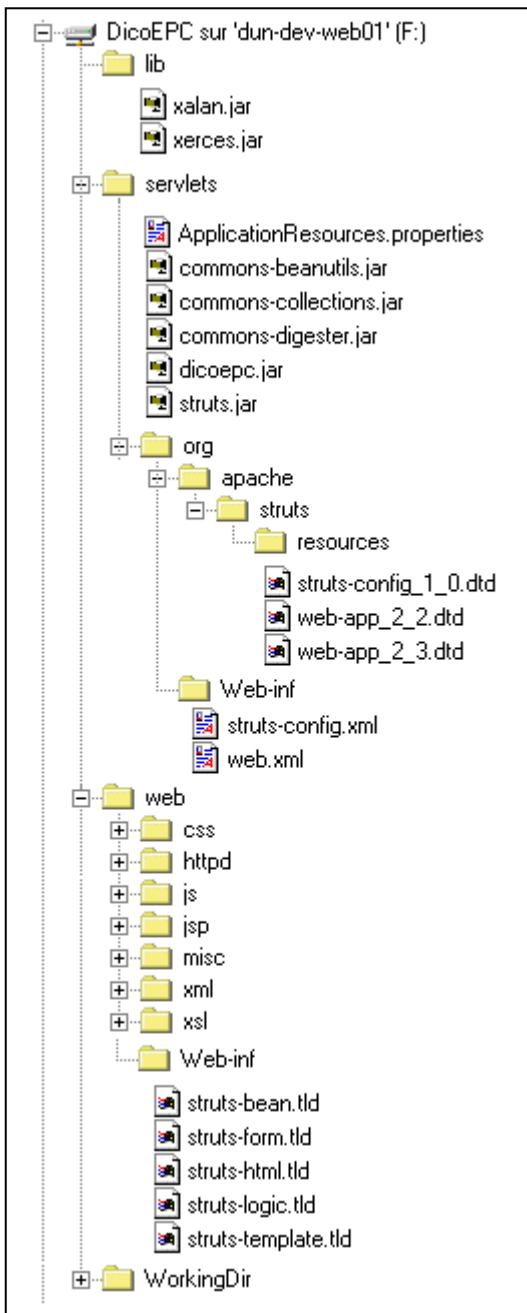 DicoEPC sur 'dun-dev-web01' (F:)
lib
xalan.jar
xerces.jar
servlets
ApplicationResources.properties
commons-beanutils.jar
commons-collections.jar
commons-digester.jar
dicoepc.jar
struts.jar
org
apache
struts
resources
struts-config_1_0.dtd
web-app_2_2.dtd
web-app_2_3.dtd
Web-inf
struts-config.xml
web.xml
web
css
httpd
js
jsp
misc
xml
xsl
Web-inf
struts-bean.tld
struts-form.tld
struts-html.tld
struts-logic.tld
struts-template.tld
WorkingDir